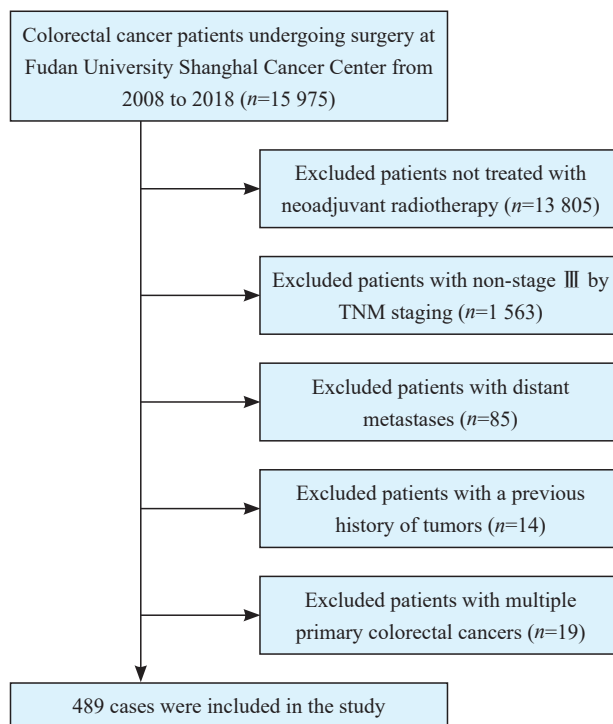 Colorectal cancer patients undergoing surgery at
Fudan University Shanghal Cancer Center from
2008 to 2018 (n=15 975)
Excluded patients not treated with
neoadjuvant radiotherapy (n=13 805)
Excluded patients with non-stage Ⅲ by
TNM staging (n=1 563)
Excluded patients with distant
metastases (n=85)
Excluded patients with a previous
history of tumors (n=14)
Excluded patients with multiple
primary colorectal cancers (n=19)
489 cases were included in the study